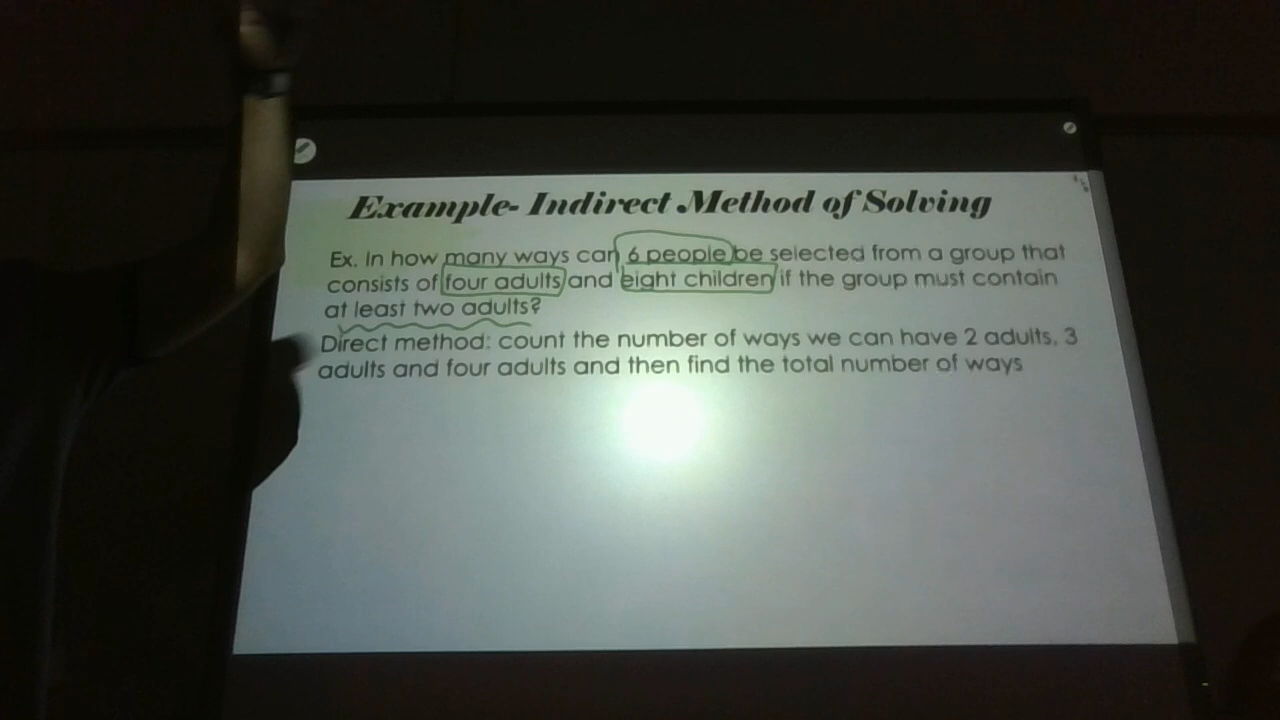 Example- Indirect Method of Solving
Ex. In how many ways can 6 people be selected from a group that
consists of four adults and eight children if the group must contain
at least two adults?
Direct method: count the number of ways we can have 2 adults, 3
adults and four adults and then find the total number of ways